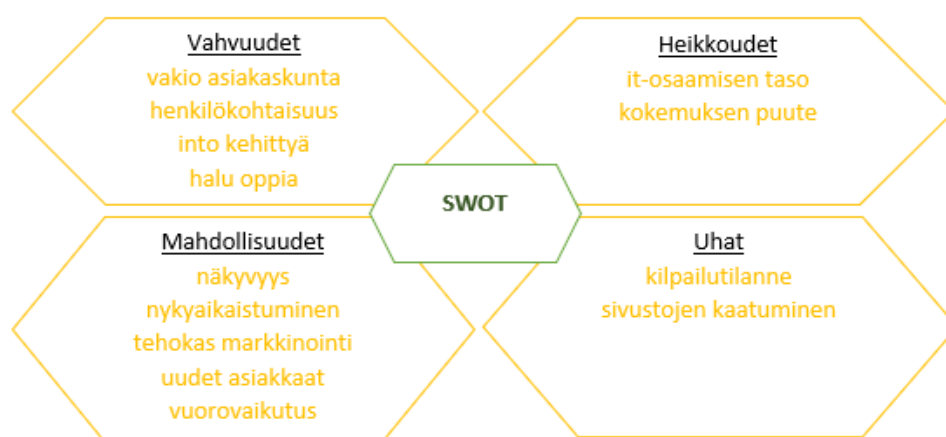 Vahvuudet
vakio asiakaskunta
henkilökohtaisuus
into kehittyä
halu oppia
Heikkoudet
it-osaamisen taso
kokemuksen puute
SWOT
Mahdollisuudet
näkyvyys
nykyaikaistuminen
tehokas markkinointi
uudet asiakkaat
vuorovaikutus
Uhat
kilpailutilanne
sivustojen kaatuminen